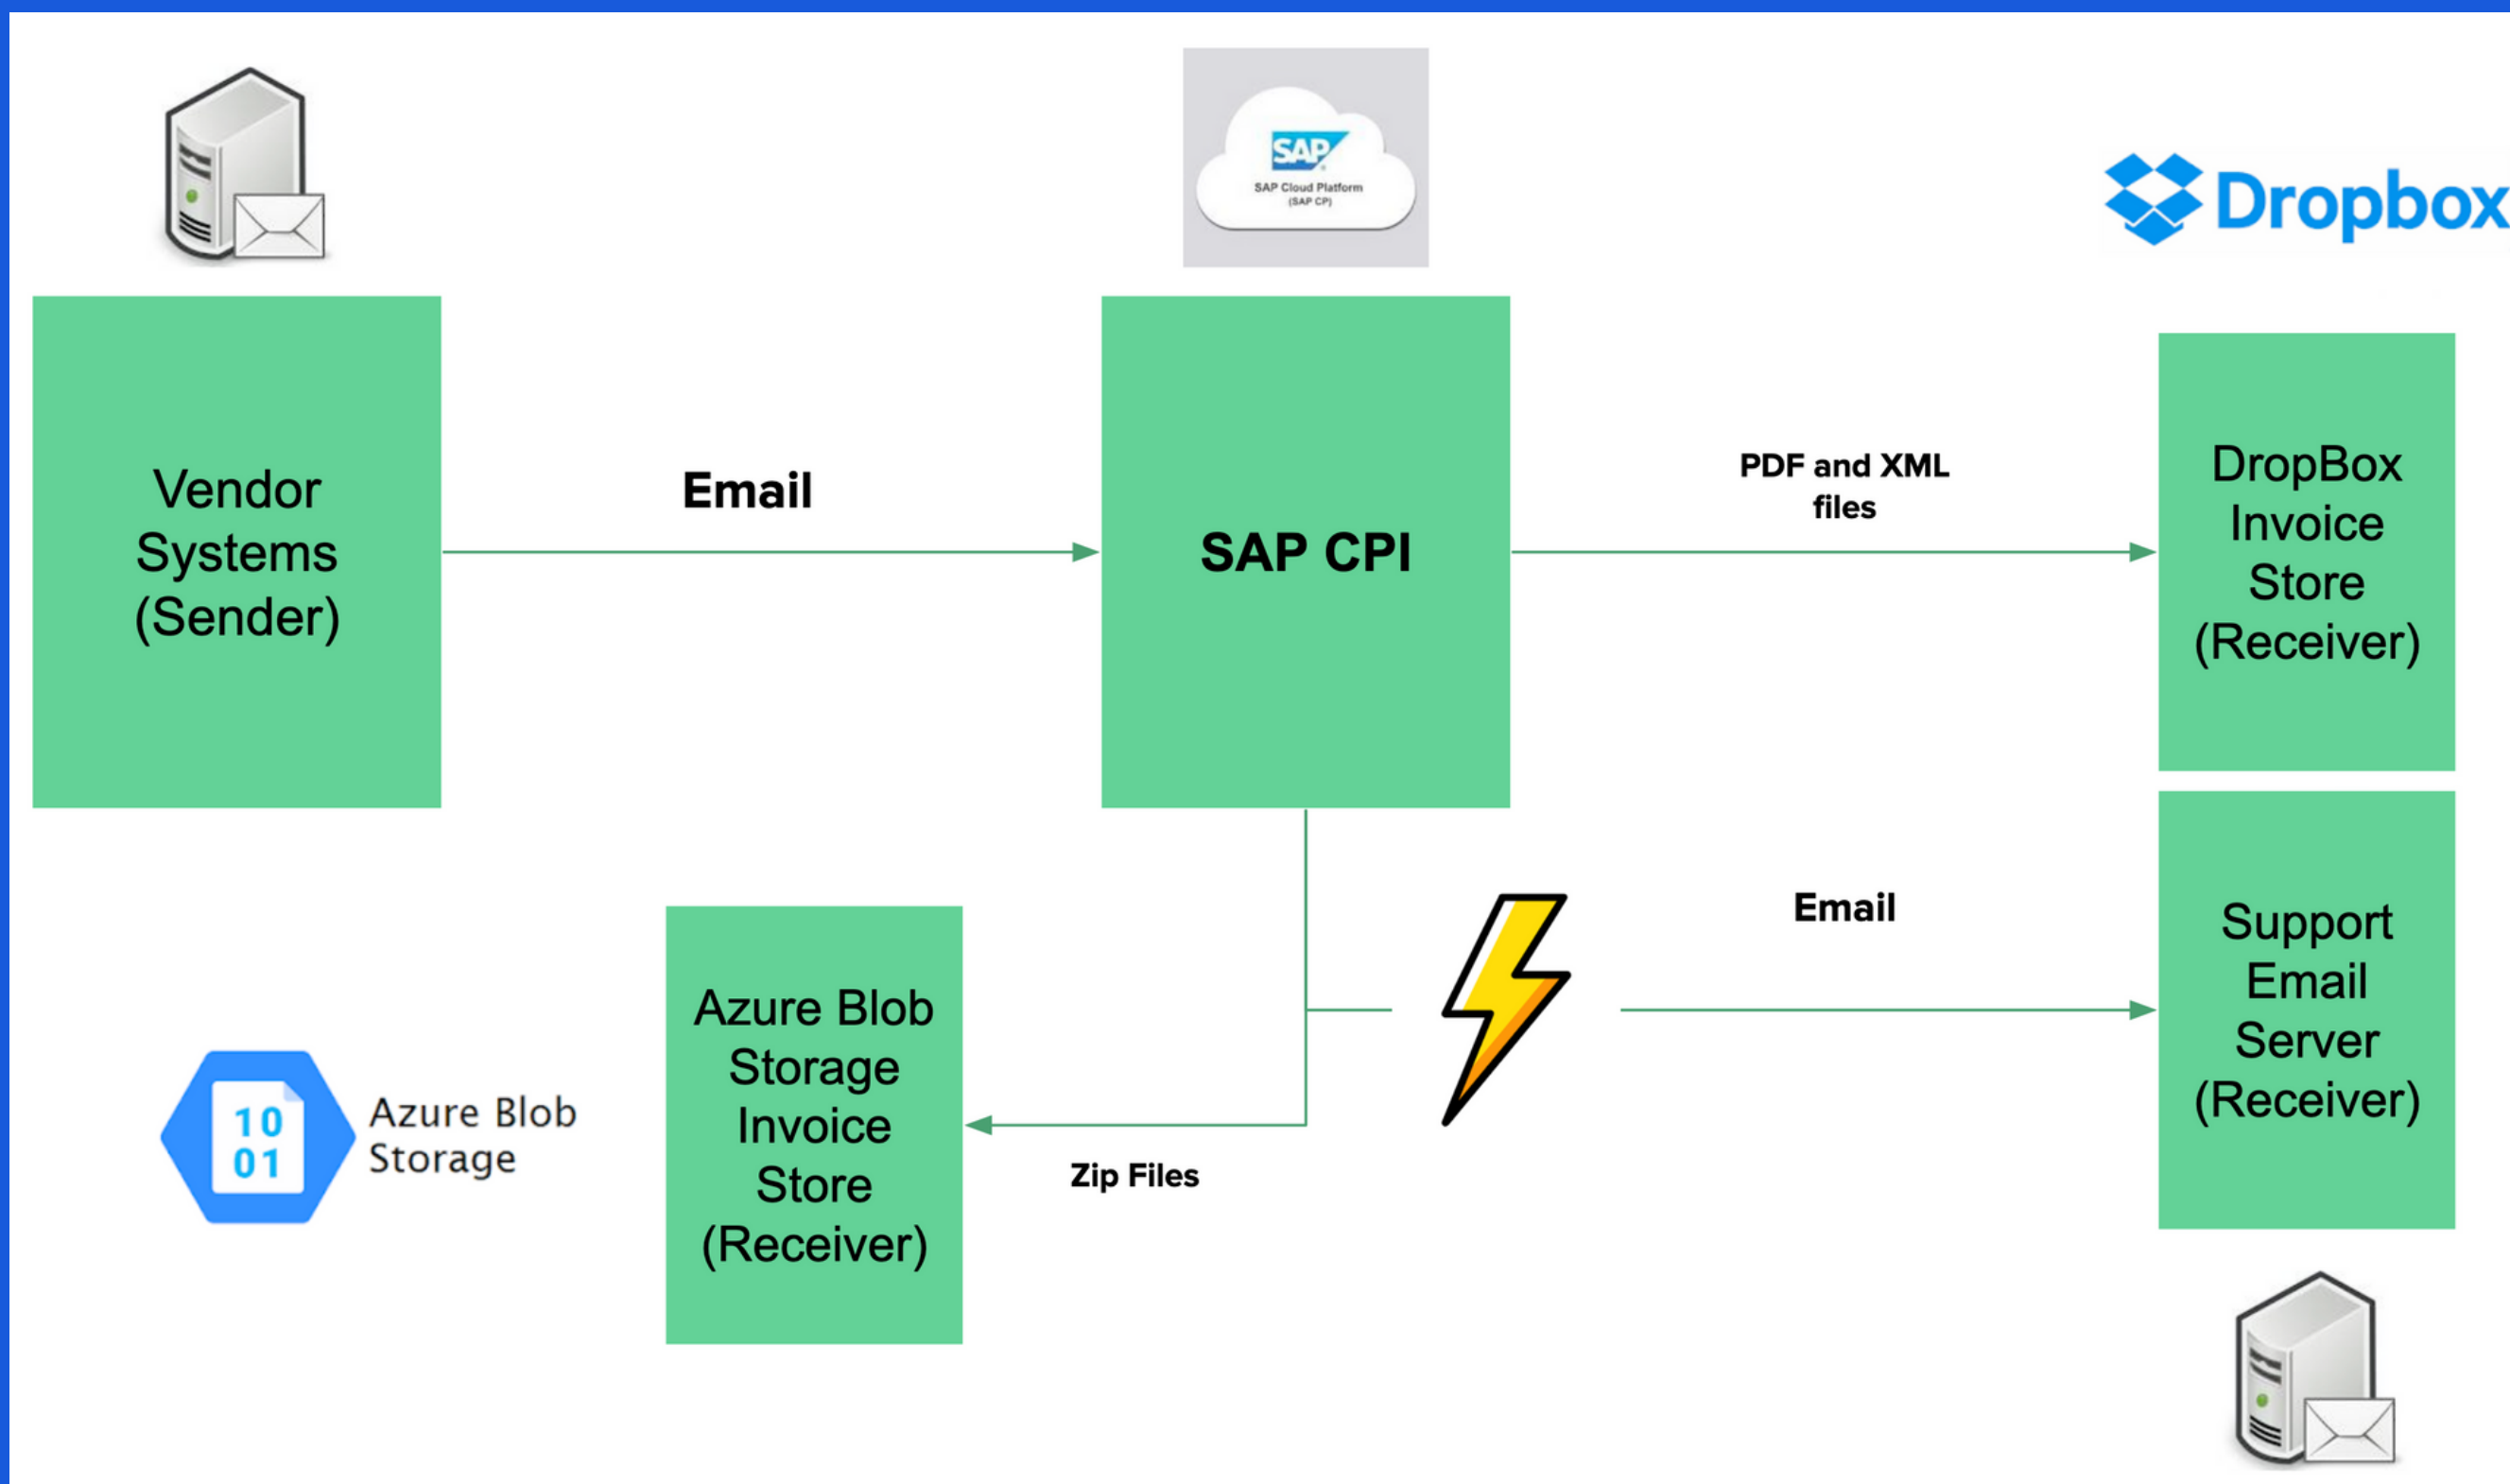 SAP
SAP Cloud Platform
(SAP CP)
Dropbox
Vendor
Systems
(Sender)
Email
SAP CPI
PDF and XML
files
DropBox
Invoice
Store
(Receiver)
Email
Support
Email
Server
(Receiver)
Azure Blob
Storage
Invoice
Store
(Receiver)
Zip Files
10
01
Azure Blob
Storage